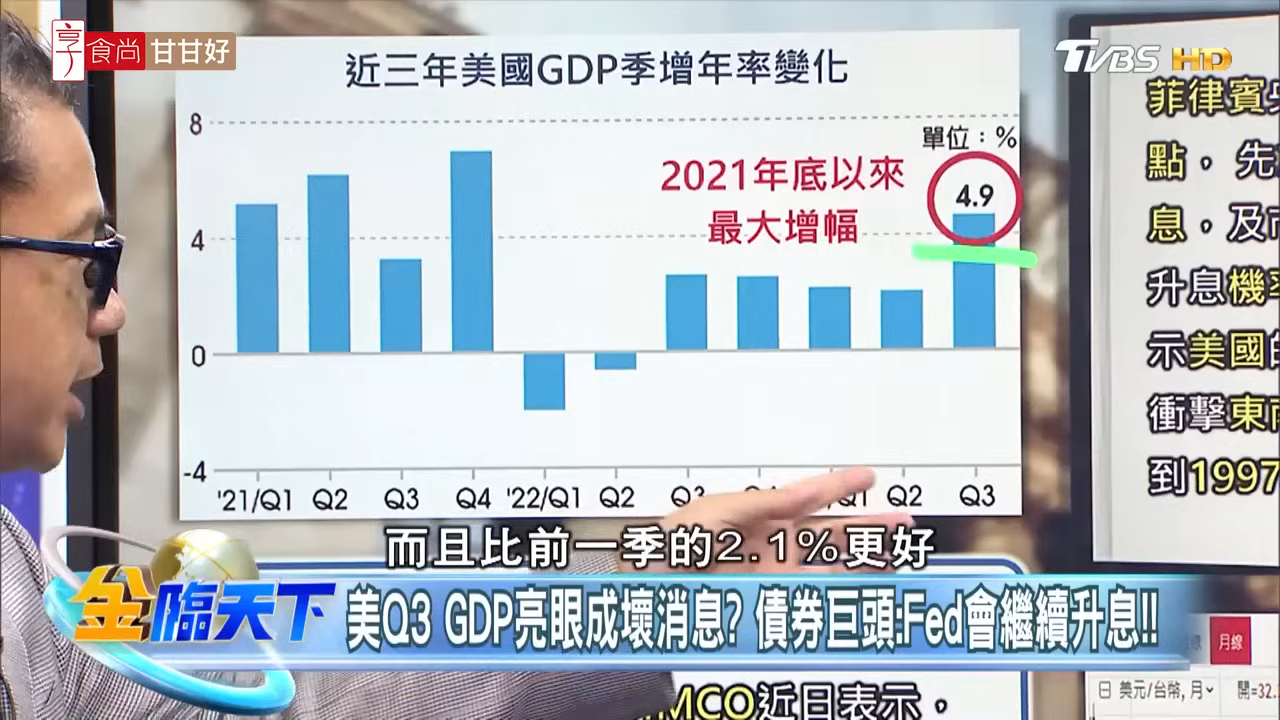 享
食尚
甘甘好
TVBS HD
近三年美國GDP季增年率變化
單位：%
8
4
0
-4
2021年底以來
最大增幅
4.9
'21/Q1 Q2 Q3 Q4 '22/Q1 Q2 Q3 Q1 Q2 Q3
菲律賓
點，先
息，及
升息機
示美國
衝擊東南
到1997
而且比前一季的2.1%更好
金臨天下
美Q3 GDP亮眼成壞消息? 債券巨頭:Fed會繼續升息!!
月線
日 美元/台幣, 月 開=32.
MCO近日表示，